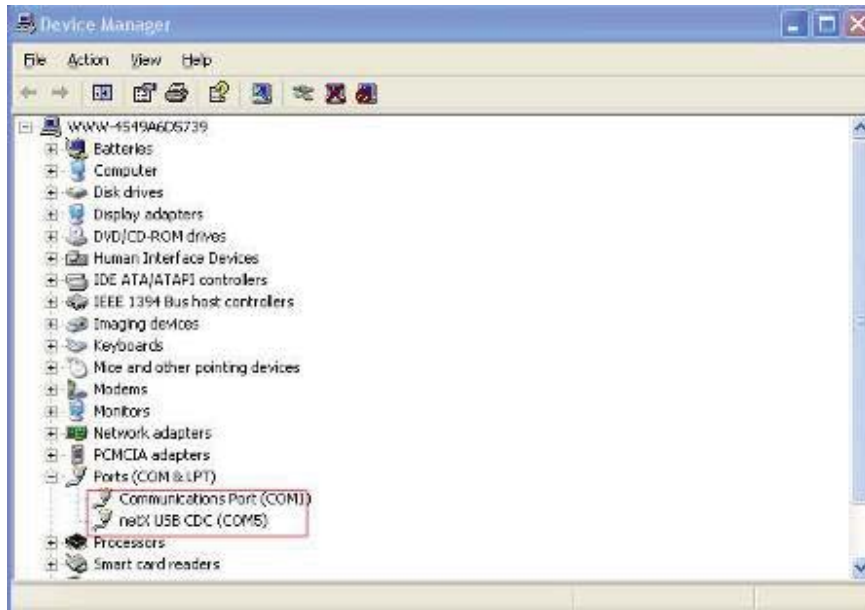 Device Manager
File Action View Help
WWW-4549A6D5739
Batteries
Computer
Disk drives
Display adapters
DVD/CD-ROM drives
Human Interface Devices
IDE ATA/ATAPI controllers
IEEE 1394 Bus host controllers
Imaging devices
Keyboards
Mice and other pointing devices
Modems
Monitors
Network adapters
PCMCIA adapters
Ports (COM & LPT)
Communications Port (COM1)
netX USB CDC (COM5)
Processors
Smart card readers